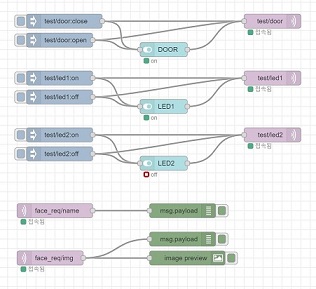 test/door:close
test/door
test/door:open
접속됨
DOOR
on
test/led1:on
test/led1
test/led1:off
접속됨
LED1
on
test/led2:on
test/led2
test/led2:off
접속됨
LED2
off
face_req/name
msg.payload
접속됨
msg.payload
face_req/img
image preview
접속됨